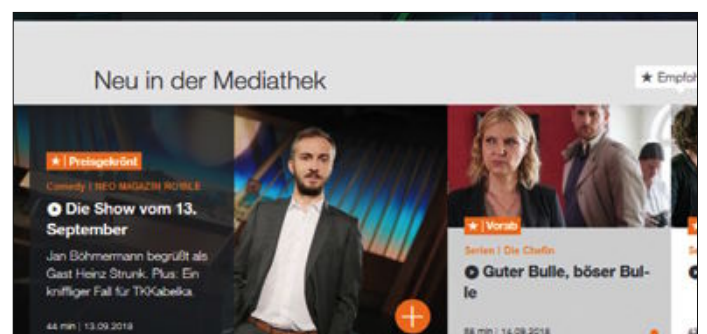 Neu in der Mediathek
★ Empfoh
★ | Preisgekrönt
Comedy | NEO MAGAZIN ROYALE
Die Show vom 13.
September
Jan Böhmermann begrüßt als
Gast Heinz Strunk. Plus: Ein
kniffliger Fall für TKKabelka.
44 min | 13.09.2018
★ | Vorab
Serien | Die Chefin
Guter Bulle, böser Bul-
le
58 min | 14.09.2018